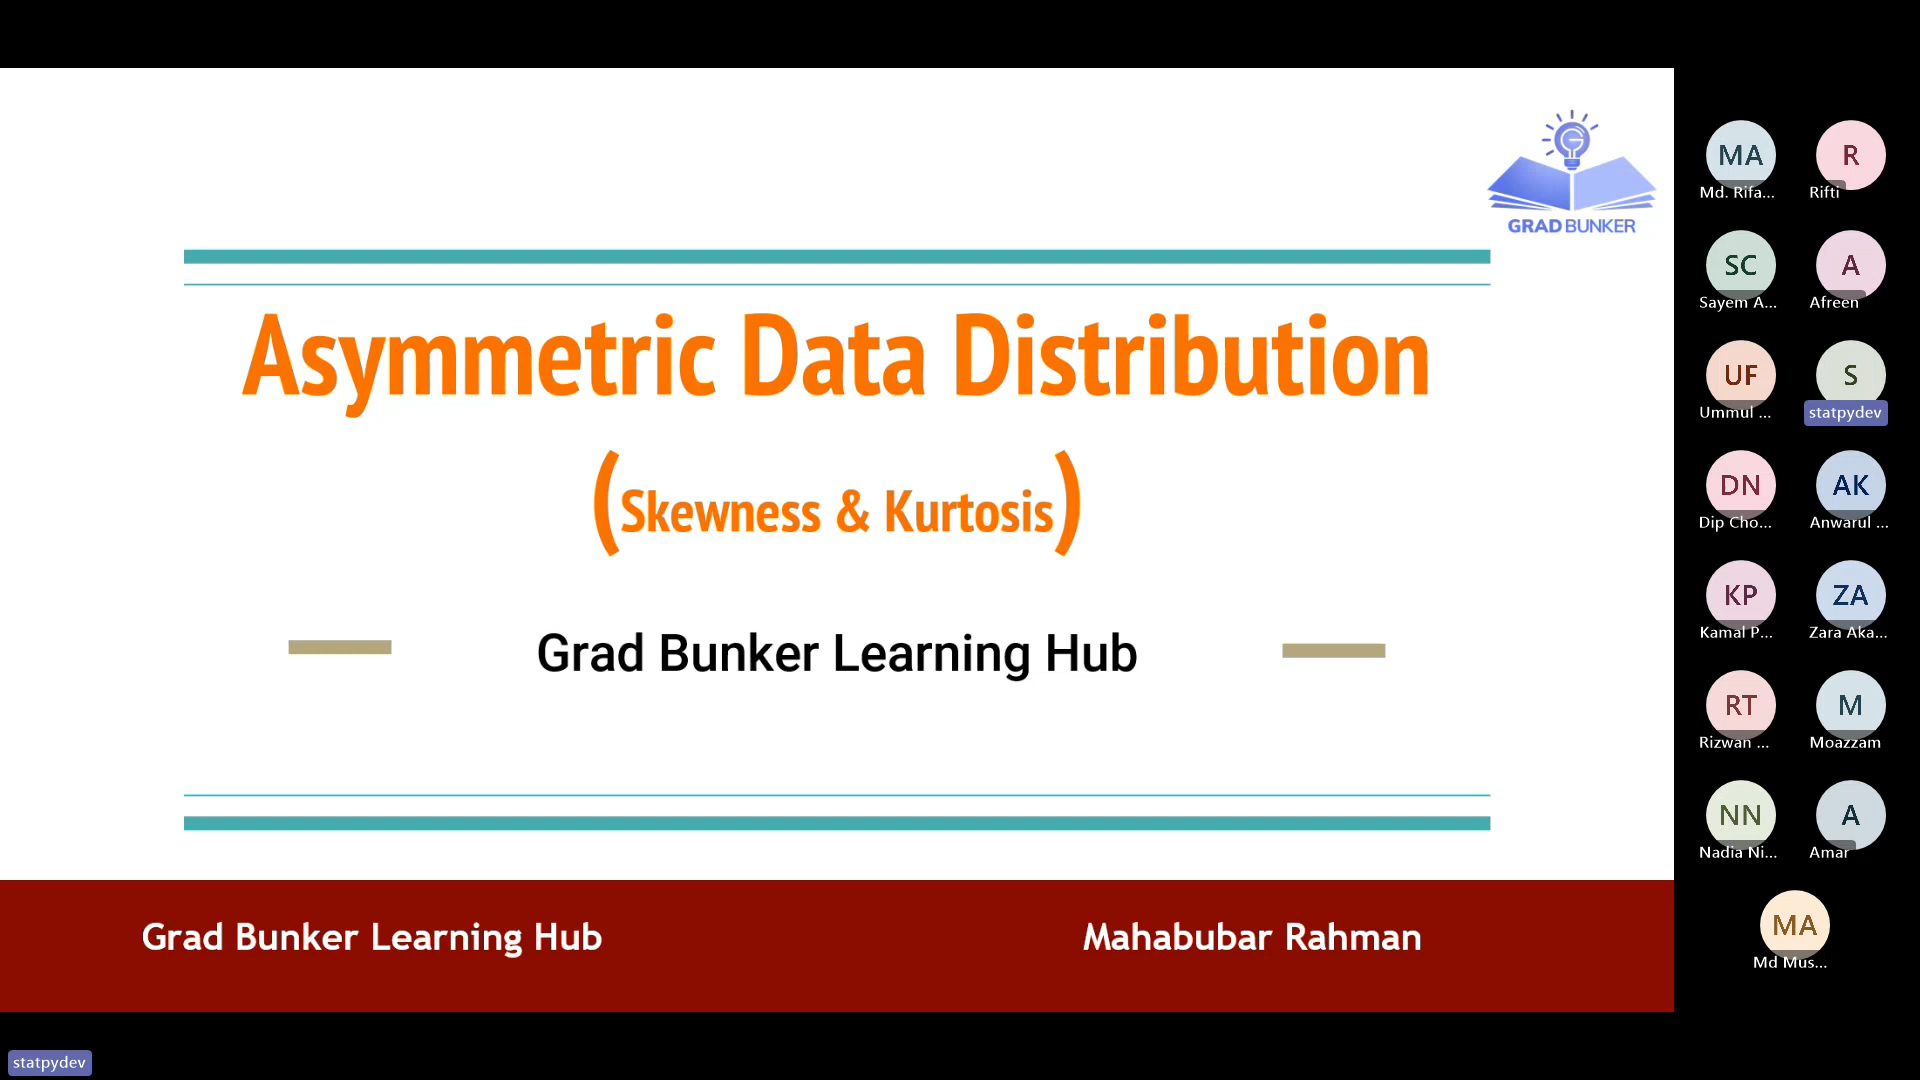 GRAD BUNKER
Asymmetric Data Distribution
(Skewness & Kurtosis)
Grad Bunker Learning Hub
Grad Bunker Learning Hub
Mahabubar Rahman
statpydev
MA
Md. Rifa...
R
Rifti
SC
Sayem A...
A
Afreen
UF
Ummul ...
S
statpydev
DN
Dip Cho...
AK
Anwarul ...
KP
Kamal P...
ZA
Zara Aka...
RT
Rizwan ...
M
Moazzam
NN
Nadia Ni...
A
Amar
MA
Md Mus...